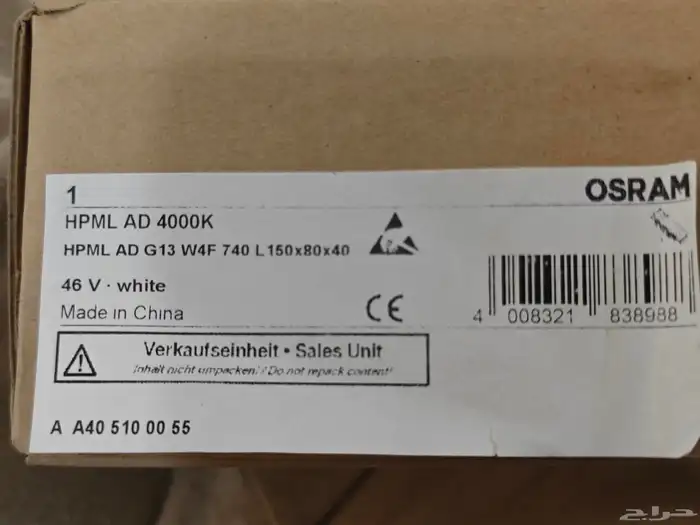 1
OSRAM
HPML AD 4000K
HPML AD G13 W4F 740 L150x80x40
46 V · white
Made in China
CE
4 008321 838988
Verkaufseinheit • Sales Unit
Inhalt nicht umpacken! / Do not repack content!
A A40 510 00 55
حراج